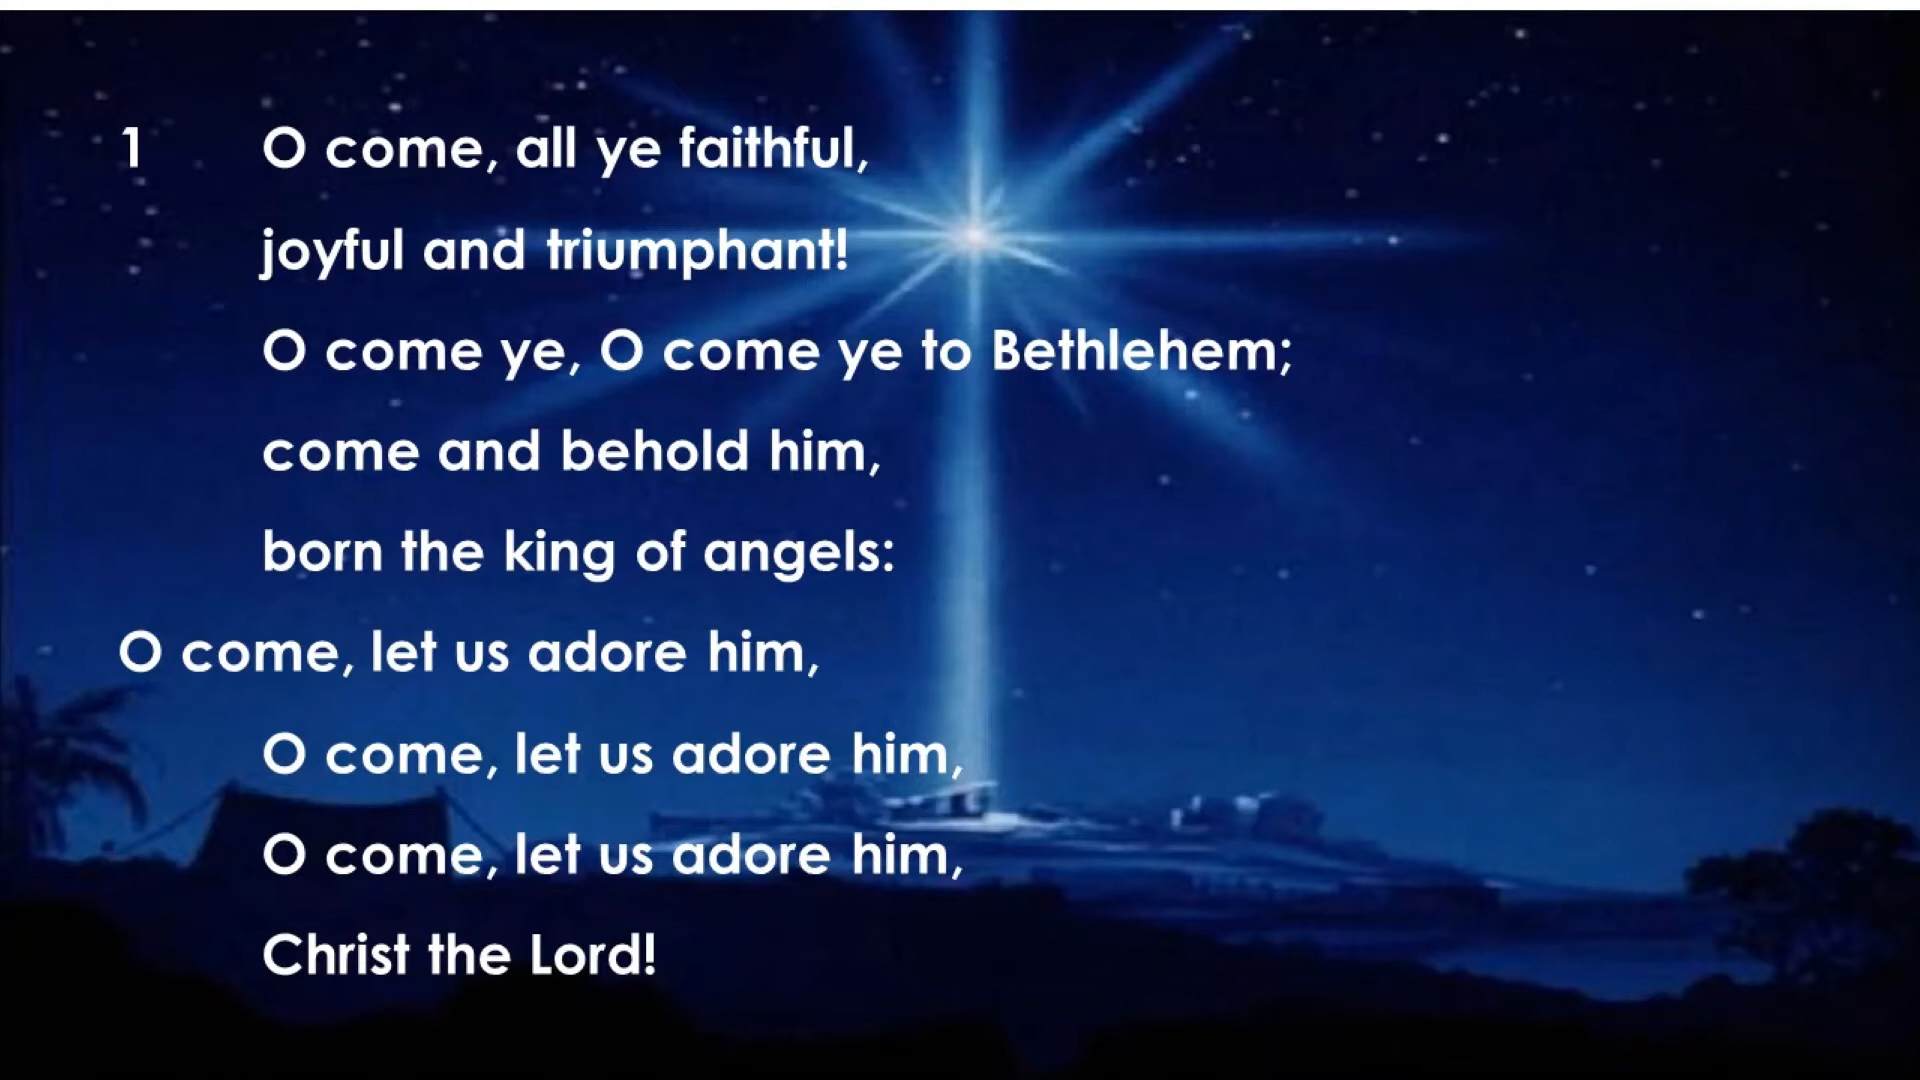 1 O come, all ye faithful,
joyful and triumphant!
O come ye, O come ye to Bethlehem;
come and behold him,
born the king of angels:
O come, let us adore him,
O come, let us adore him,
O come, let us adore him,
Christ the Lord!